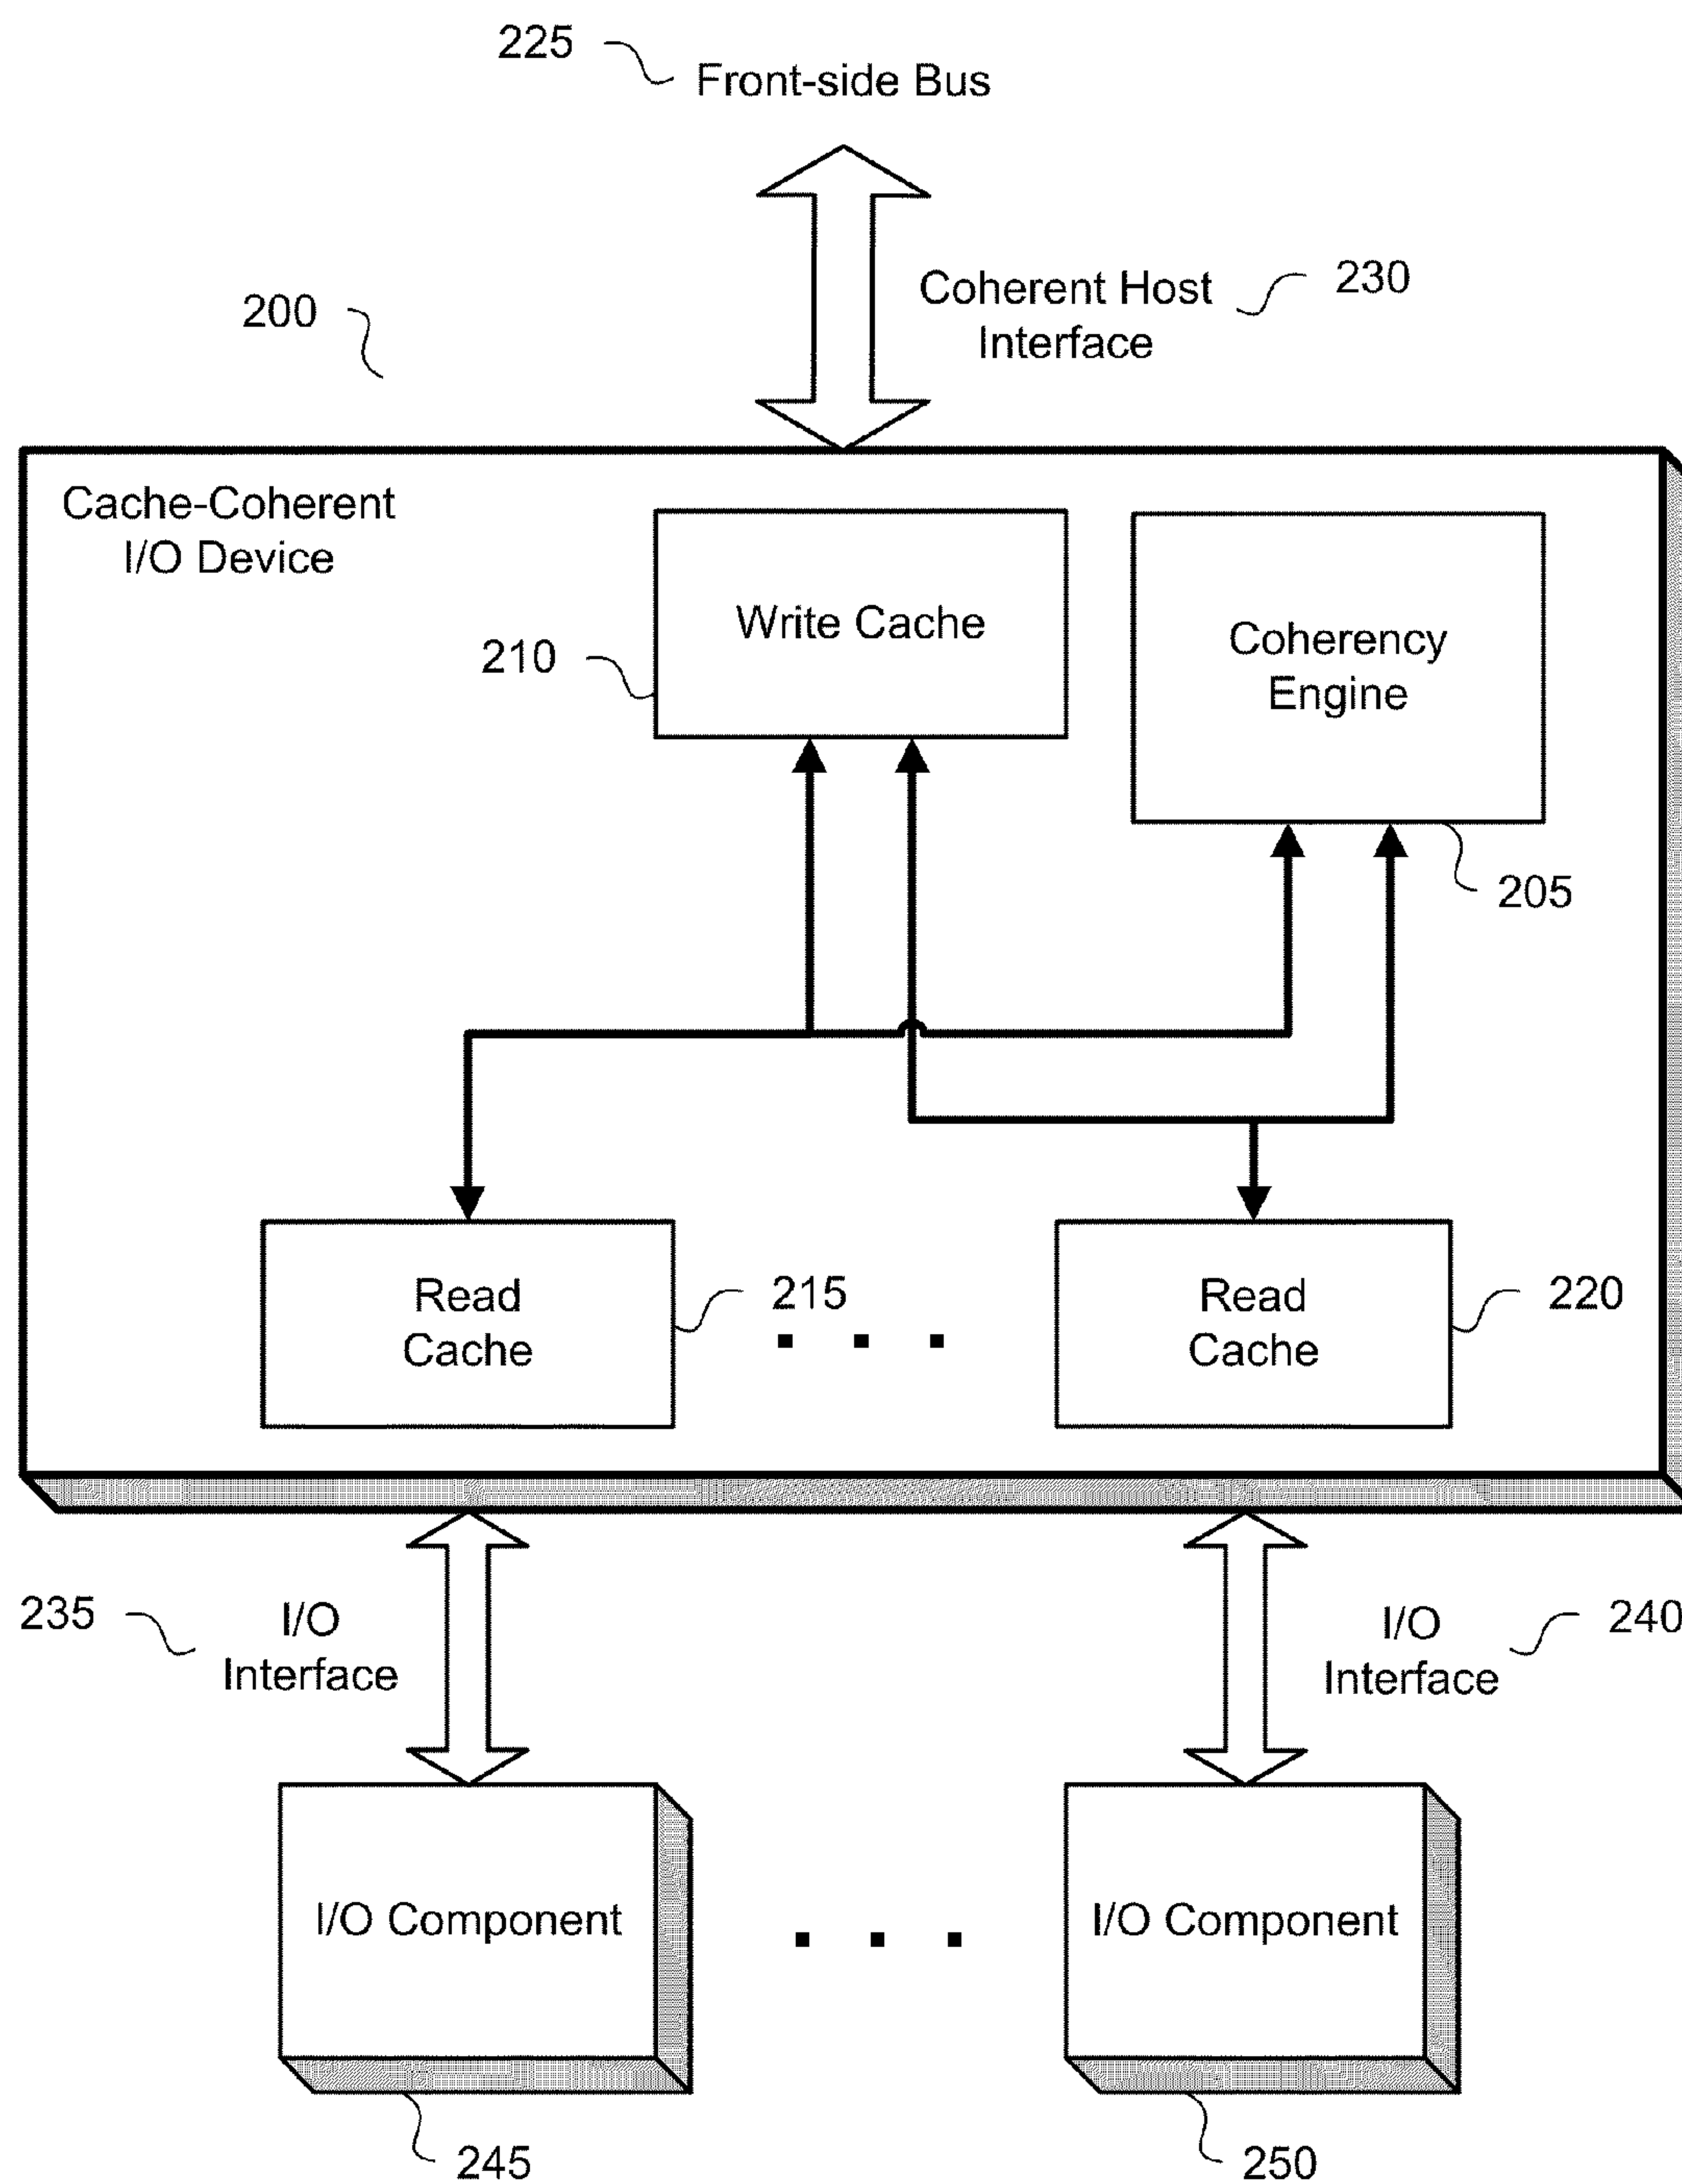 225
Front-side Bus
Coherent Host
Interface
230
200
Cache-Coherent
I/O Device
Write Cache
210
Coherency
Engine
205
Read
Cache
215
Read
Cache
220
235
I/O
Interface
I/O
Interface
240
I/O Component
I/O Component
245
250